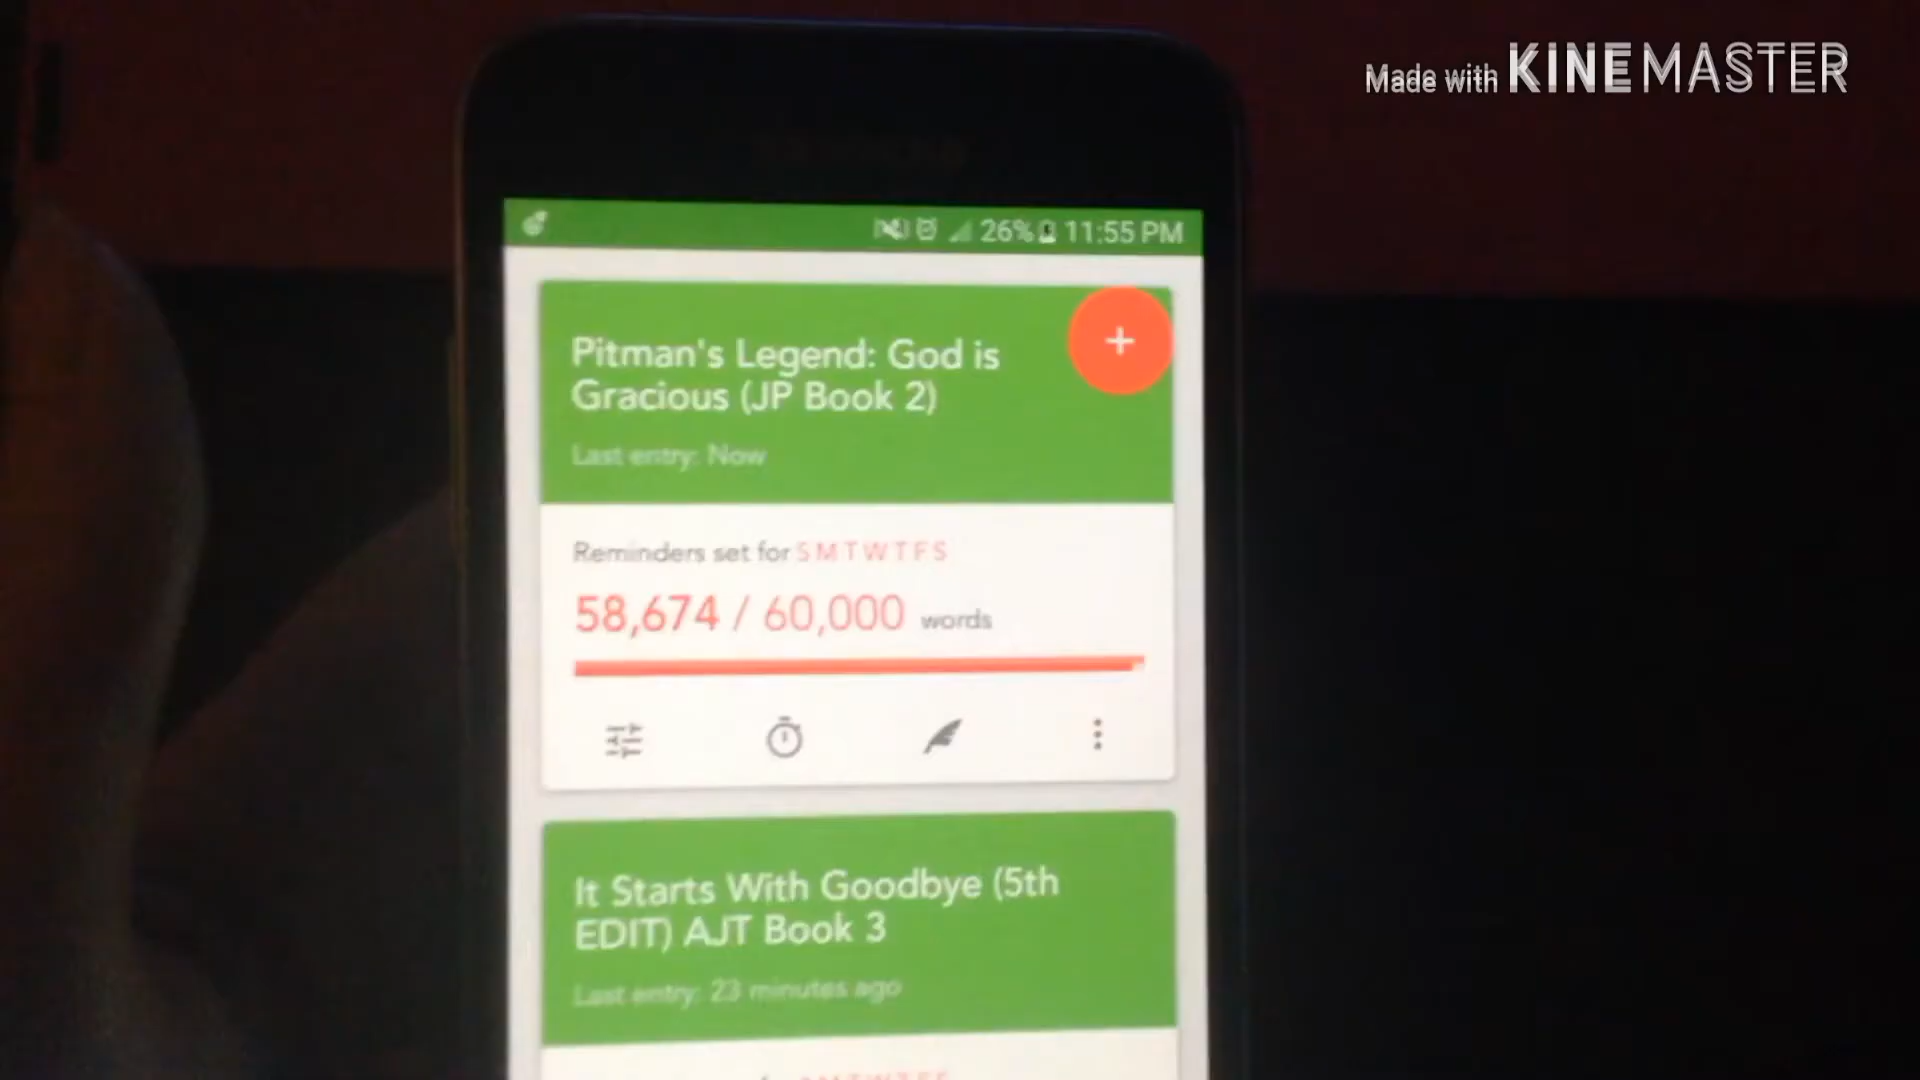 Made with KINEMASTER
26% 11:55 PM
Pitman's Legend: God is
Gracious (JP Book 2)
Last entry: Now
Reminders set for S M T W T F S
58,674 / 60,000 words
It Starts With Goodbye (5th
EDIT) AJT Book 3
Last entry: 23 minutes ago